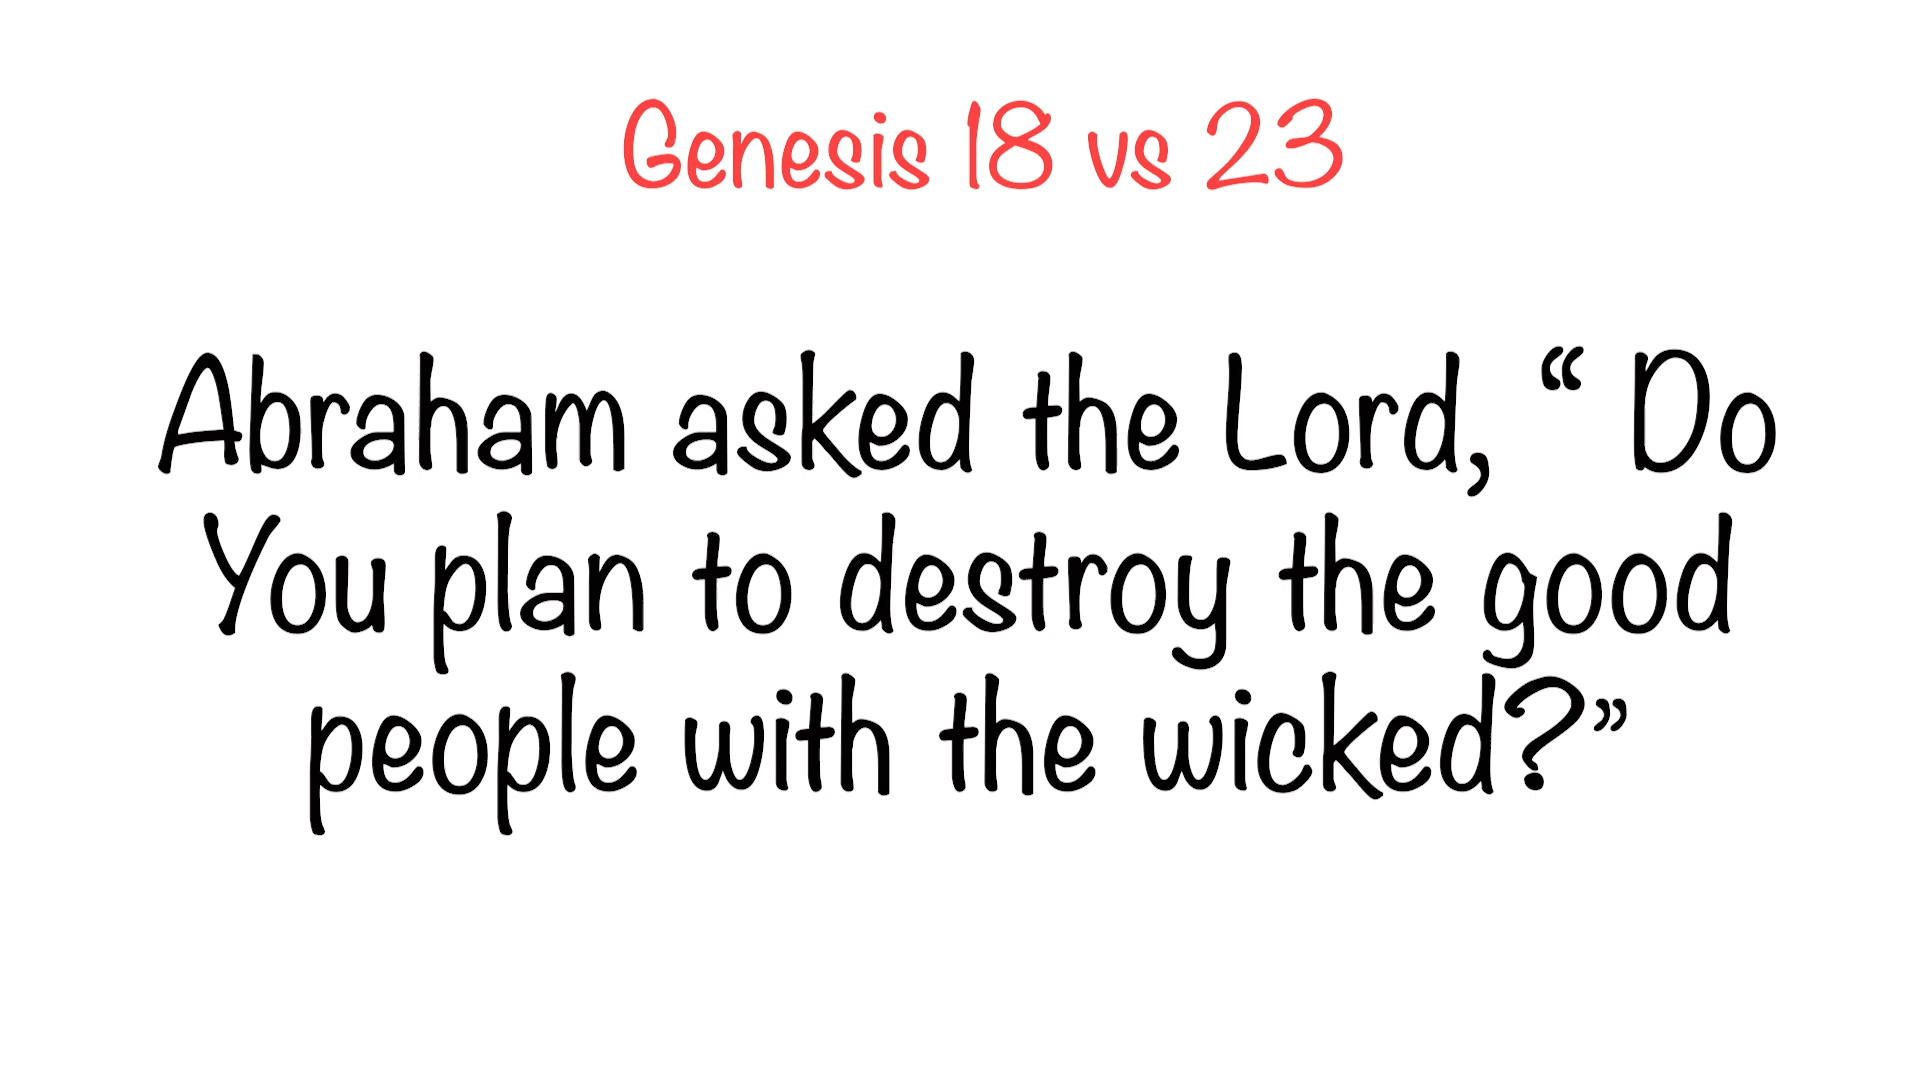 Genesis 18 vs 23
Abraham asked the Lord, “ Do
You plan to destroy the good
people with the wicked?”